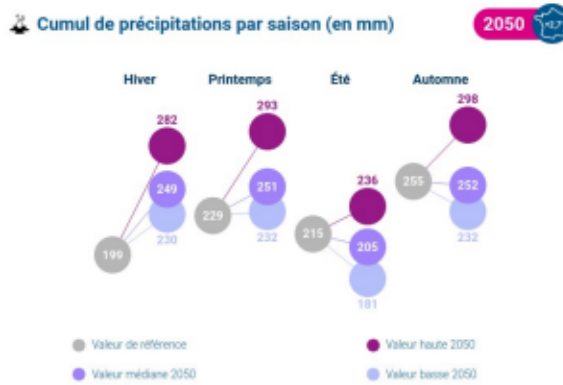 Cumul de précipitations par saison (en mm)
2050
+2,7°
Hiver
Printemps
Été
Automne
282
249
230
199
293
251
232
229
236
215
205
181
298
255
252
232
Valeur de référence
Valeur haute 2050
Valeur médiane 2050
Valeur basse 2050